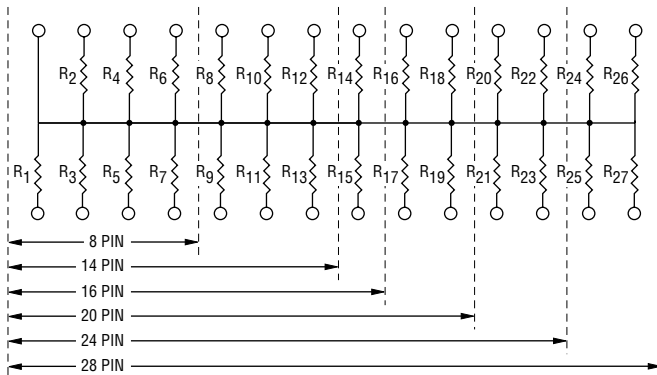 R2 R4 R6 R8 R10 R12 R14 R16 R18 R20 R22 R24 R26
R1 R3 R5 R7 R9 R11 R13 R15 R17 R19 R21 R23 R25 R27
8 PIN
14 PIN
16 PIN
20 PIN
24 PIN
28 PIN